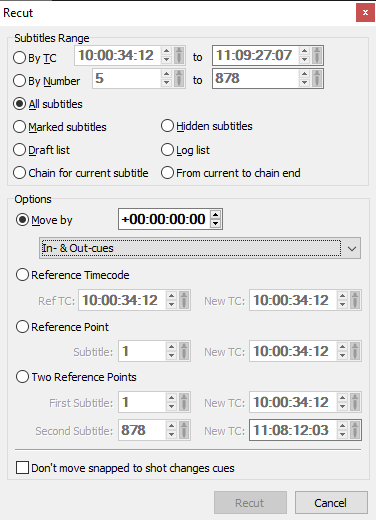 Recut
Subtitles Range
By TC 10:00:34:12 to 11:09:27:07
By Number 5 to 878
All subtitles
Marked subtitles Hidden subtitles
Draft list Log list
Chain for current subtitle From current to chain end
Options
Move by +00:00:00:00
In- & Out-cues
Reference Timecode
Ref TC: 10:00:34:12 New TC: 10:00:34:12
Reference Point
Subtitle: 1 New TC: 10:00:34:12
Two Reference Points
First Subtitle: 1 New TC: 10:00:34:12
Second Subtitle: 878 New TC: 11:08:12:03
Don't move snapped to shot changes cues
Recut Cancel